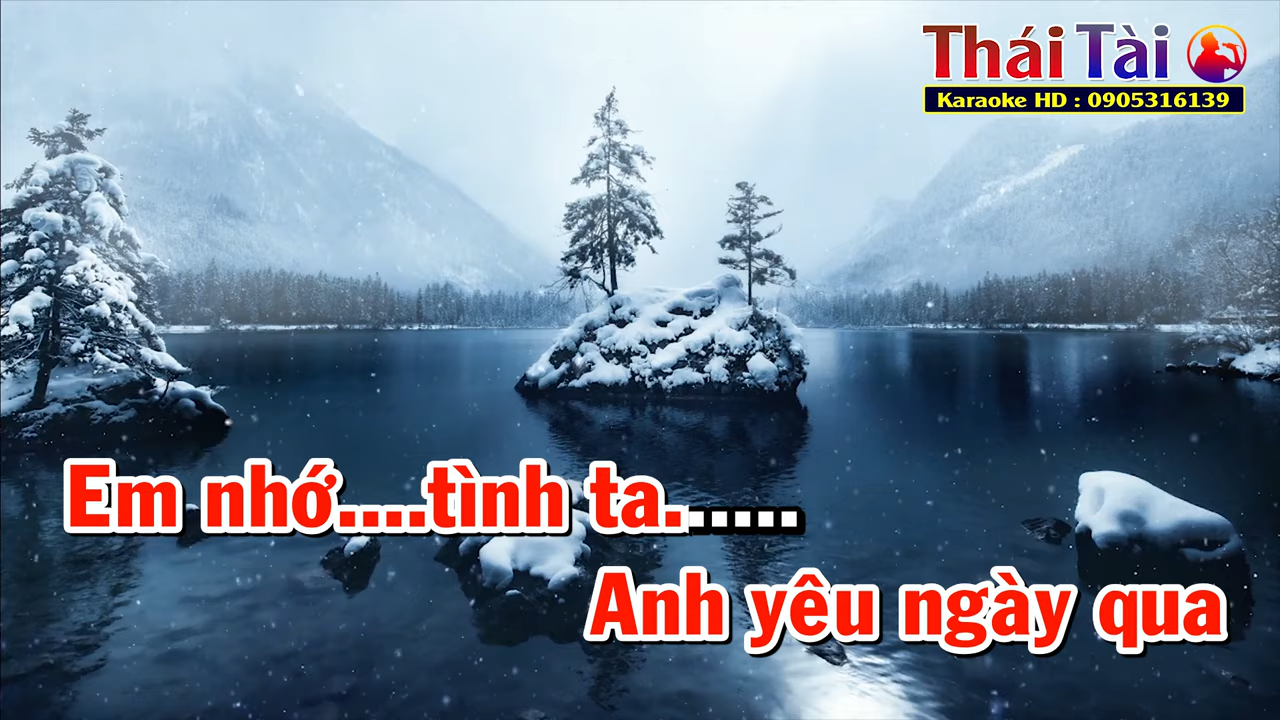 Thái Tài
Karaoke HD : 0905316139
Em nhớ....tình ta......
Anh yêu ngày qua